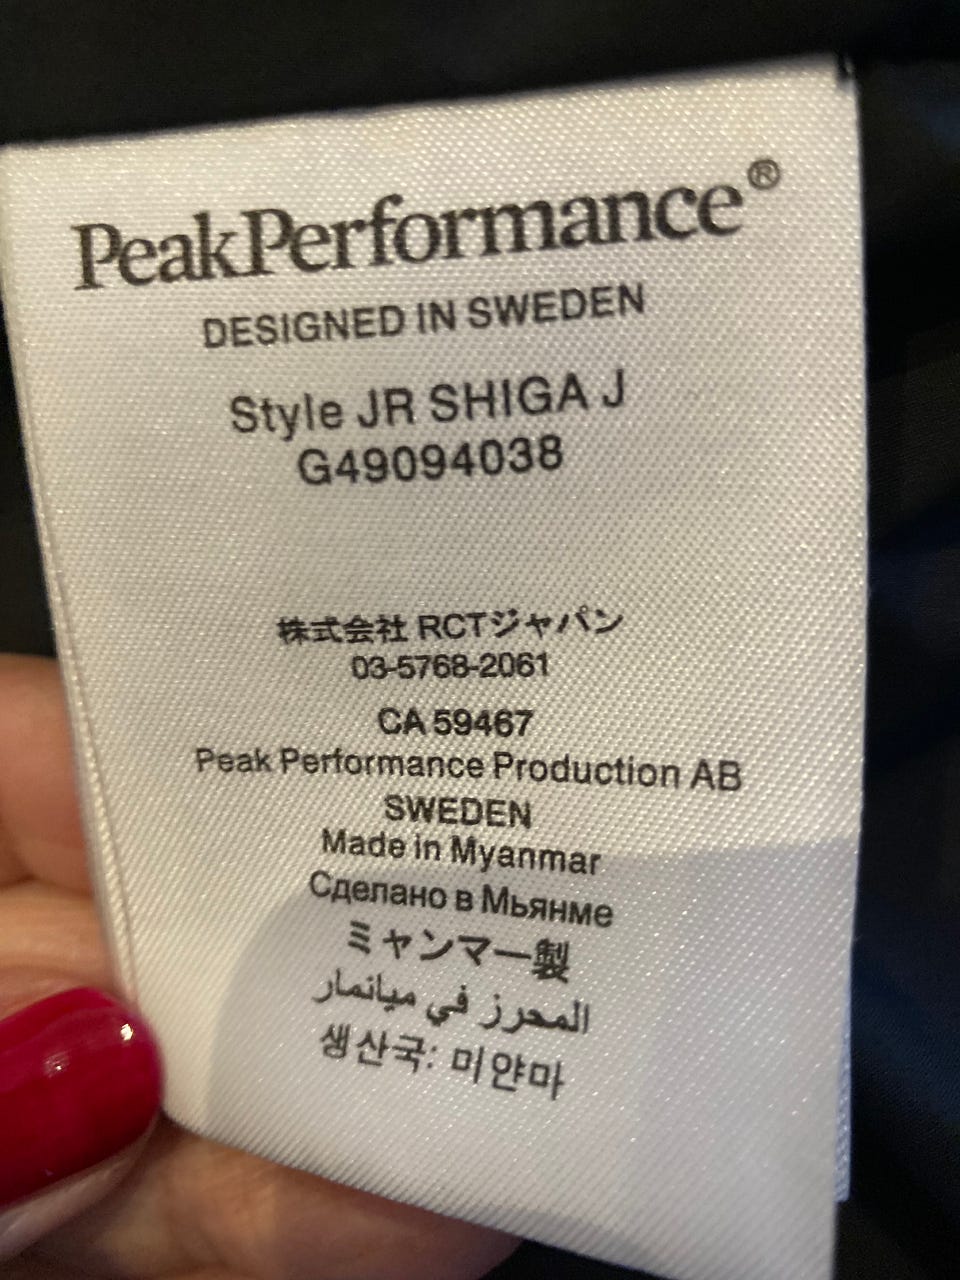 PeakPerformance®
DESIGNED IN SWEDEN
Style JR SHIGA J
G49094038
株式会社 RCTジャパン
03-5768-2061
CA 59467
Peak Performance Production AB
SWEDEN
Made in Myanmar
Сделано в Мьянме
ミャンマー製
المحرز في ميانمار
생산국: 미얀마